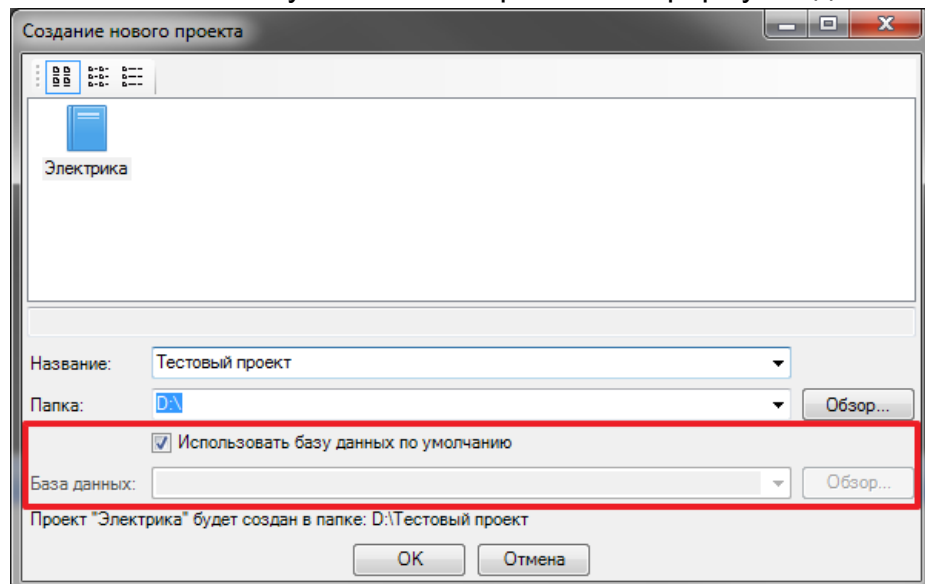 Создание нового проекта
Электрика
Название: Тестовый проект
Папка: D:\ Обзор...
Использовать базу данных по умолчанию
База данных: Обзор...
Проект "Электрика" будет создан в папке: D:\Тестовый проект
OK Отмена